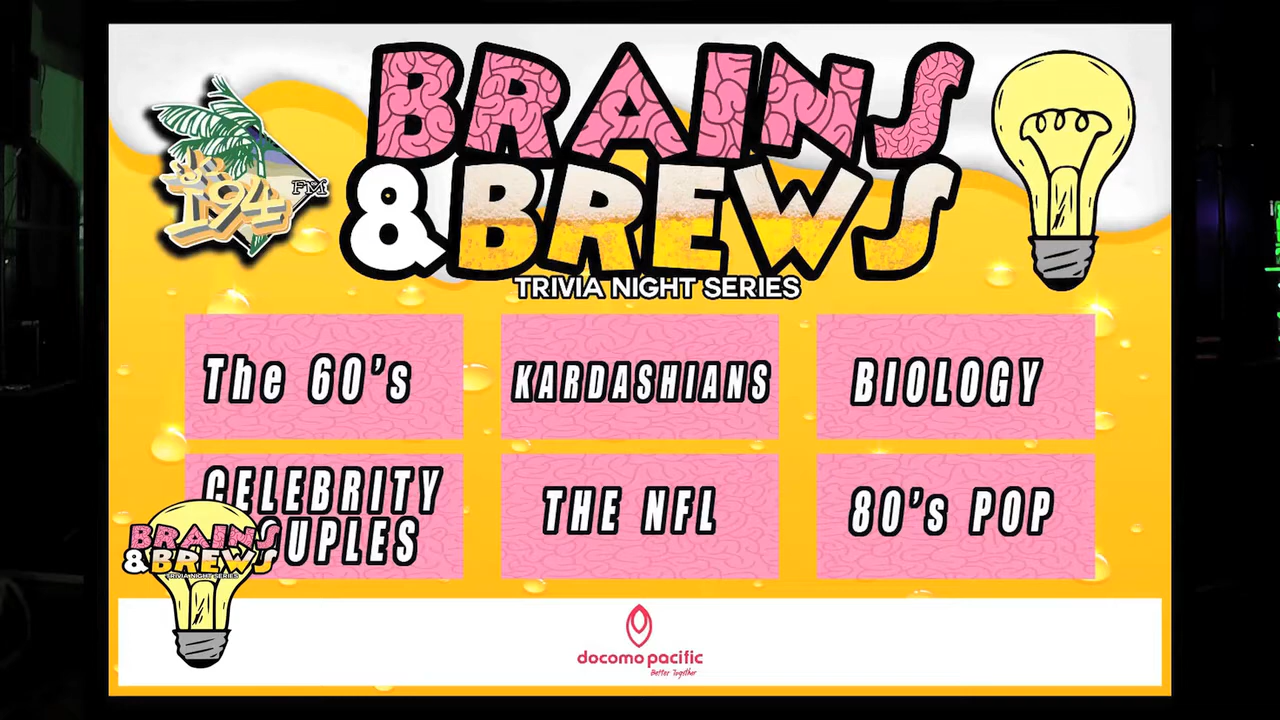 BRAINS
&BREWS
TRIVIA NIGHT SERIES
194
FM
The 60's
KARDASHIANS
BIOLOGY
CELEBRITY
UPLES
THE NFL
80's POP
BRAINS
&BREWS
TRIVIA NIGHT SERIES
docomo pacific
Better Together